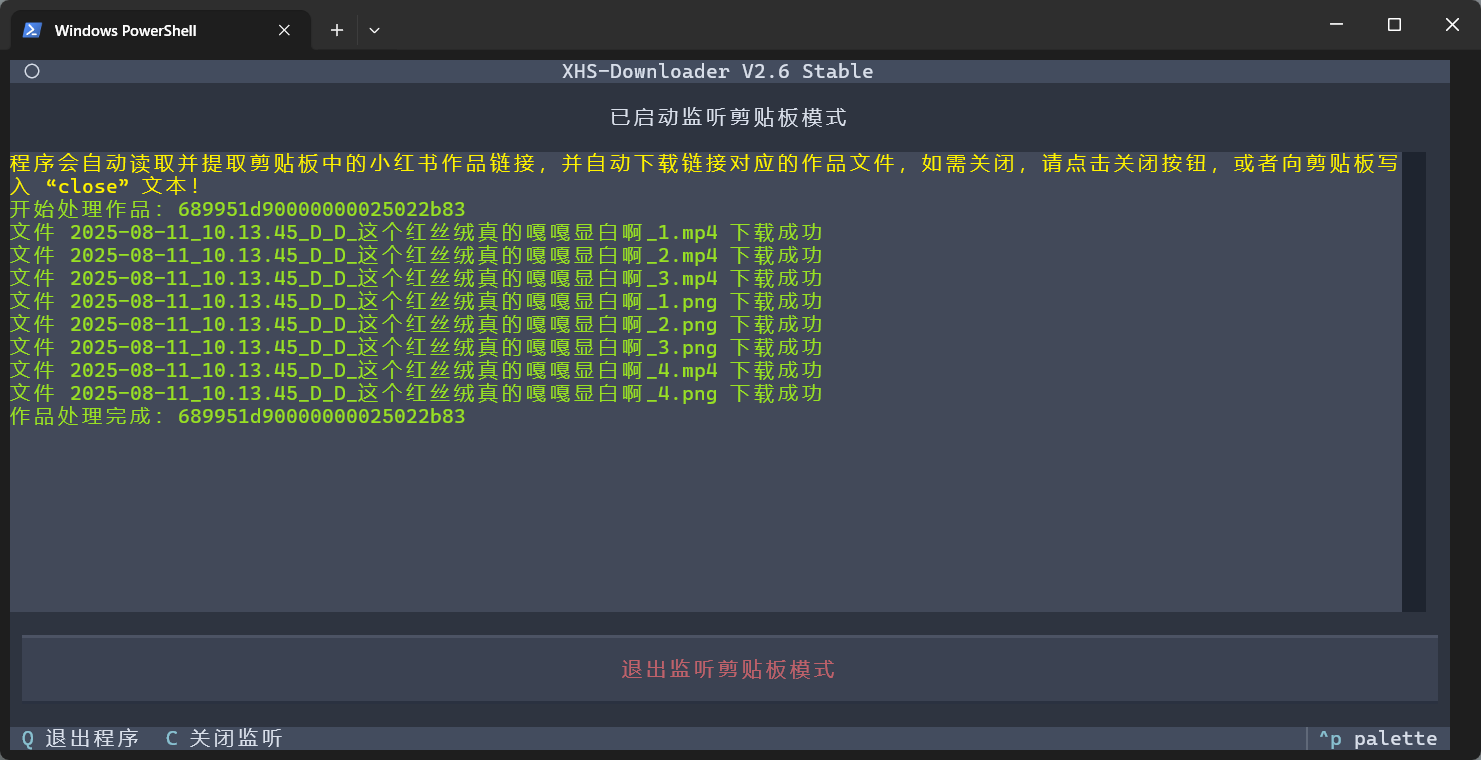 Windows PowerShell
XHS-Downloader V2.6 Stable
已启动监听剪贴板模式
程序会自动读取并提取剪贴板中的小红书作品链接，并自动下载链接对应的作品文件，如需关闭，请点击关闭按钮，或者向剪贴板写
入 “close” 文本！
开始处理作品：689951d90000000025022b83
文件 2025-08-11_10.13.45_D_D_这个红丝绒真的嘎嘎显白啊_1.mp4 下载成功
文件 2025-08-11_10.13.45_D_D_这个红丝绒真的嘎嘎显白啊_2.mp4 下载成功
文件 2025-08-11_10.13.45_D_D_这个红丝绒真的嘎嘎显白啊_3.mp4 下载成功
文件 2025-08-11_10.13.45_D_D_这个红丝绒真的嘎嘎显白啊_1.png 下载成功
文件 2025-08-11_10.13.45_D_D_这个红丝绒真的嘎嘎显白啊_2.png 下载成功
文件 2025-08-11_10.13.45_D_D_这个红丝绒真的嘎嘎显白啊_3.png 下载成功
文件 2025-08-11_10.13.45_D_D_这个红丝绒真的嘎嘎显白啊_4.mp4 下载成功
文件 2025-08-11_10.13.45_D_D_这个红丝绒真的嘎嘎显白啊_4.png 下载成功
作品处理完成：689951d90000000025022b83
退出监听剪贴板模式
Q 退出程序 C 关闭监听 ^p palette